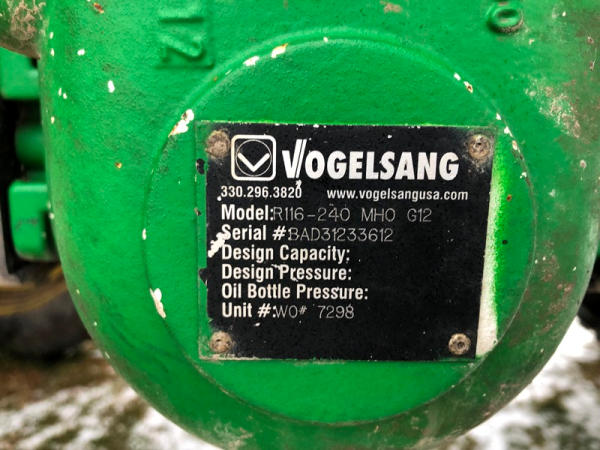 12
VOGELSANG
330.296.3820 www.vogelsangusa.com
Model: R116-240 MHO G12
Serial #: BAD31233612
Design Capacity:
Design Pressure:
Oil Bottle Pressure:
Unit #: WO# 7298